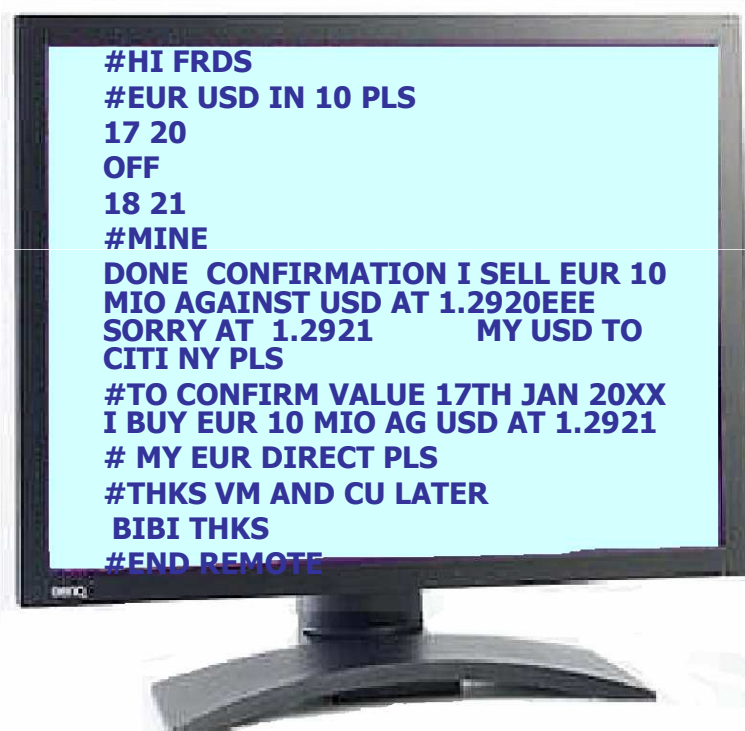 #HI FRDS
#EUR USD IN 10 PLS
17 20
OFF
18 21
#MINE
DONE CONFIRMATION I SELL EUR 10
MIO AGAINST USD AT 1.2920EEE
SORRY AT 1.2921 MY USD TO
CITI NY PLS
#TO CONFIRM VALUE 17TH JAN 20XX
I BUY EUR 10 MIO AG USD AT 1.2921
# MY EUR DIRECT PLS
#THKS VM AND CU LATER
BIBI THKS
#END REMOTE
BenQ